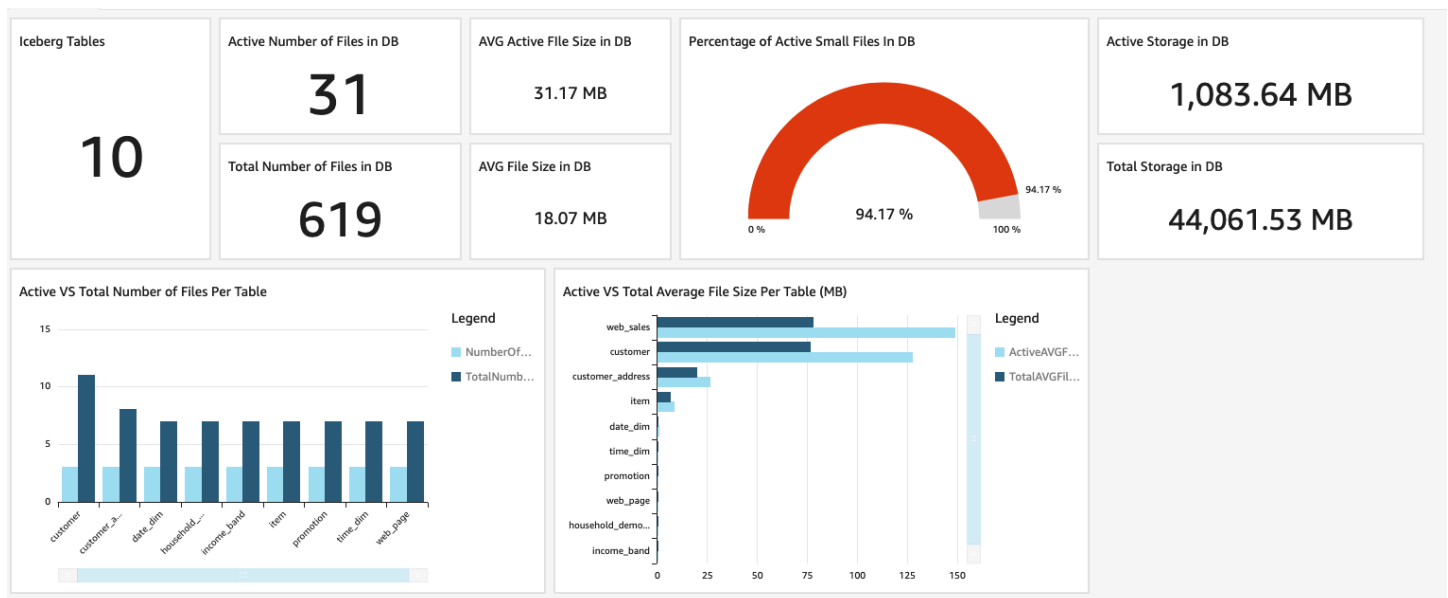 Iceberg Tables
10
Active Number of Files in DB
31
Total Number of Files in DB
619
AVG Active FIle Size in DB
31.17 MB
AVG File Size in DB
18.07 MB
Percentage of Active Small Files In DB
94.17 %
94.17 %
0 %
100 %
Active Storage in DB
1,083.64 MB
Total Storage in DB
44,061.53 MB
Active VS Total Number of Files Per Table
15
10
5
0
customer
customer_a...
date_dim
household_...
income_band
item
promotion
time_dim
web_page
Legend
NumberOf...
TotalNumb...
Active VS Total Average File Size Per Table (MB)
web_sales
customer
customer_address
item
date_dim
time_dim
promotion
web_page
household_demo...
income_band
0 25 50 75 100 125 150
Legend
ActiveAVGF...
TotalAVGFil...